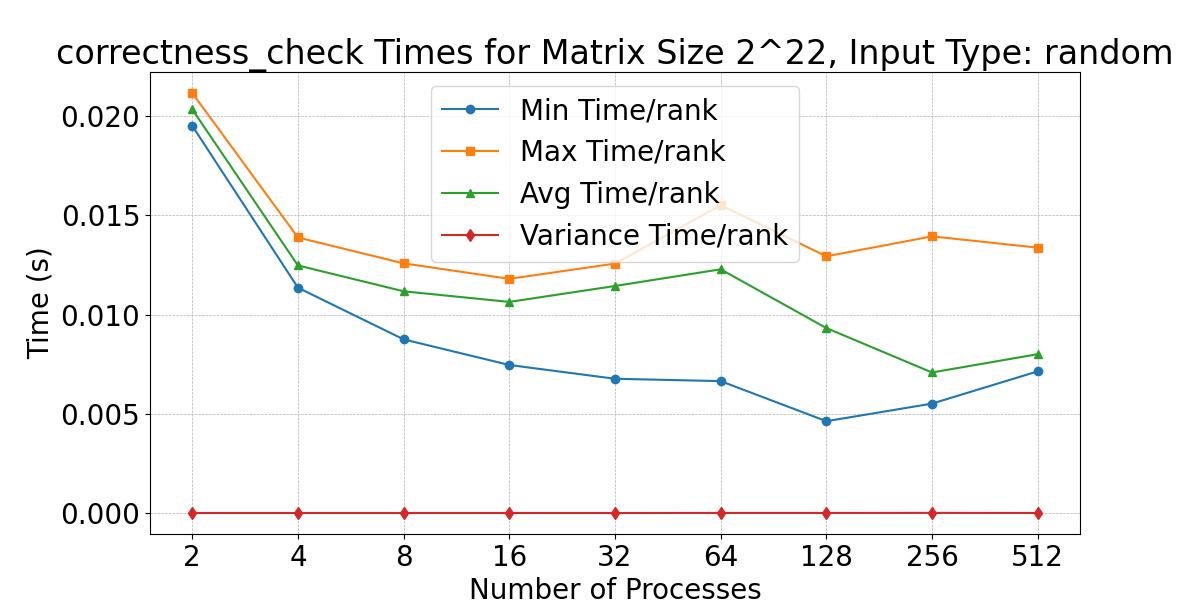 correctness_check Times for Matrix Size 2^22, Input Type: random
Min Time/rank
Max Time/rank
Avg Time/rank
Variance Time/rank
Time (s)
0.020
0.015
0.010
0.005
0.000
2 4 8 16 32 64 128 256 512
Number of Processes